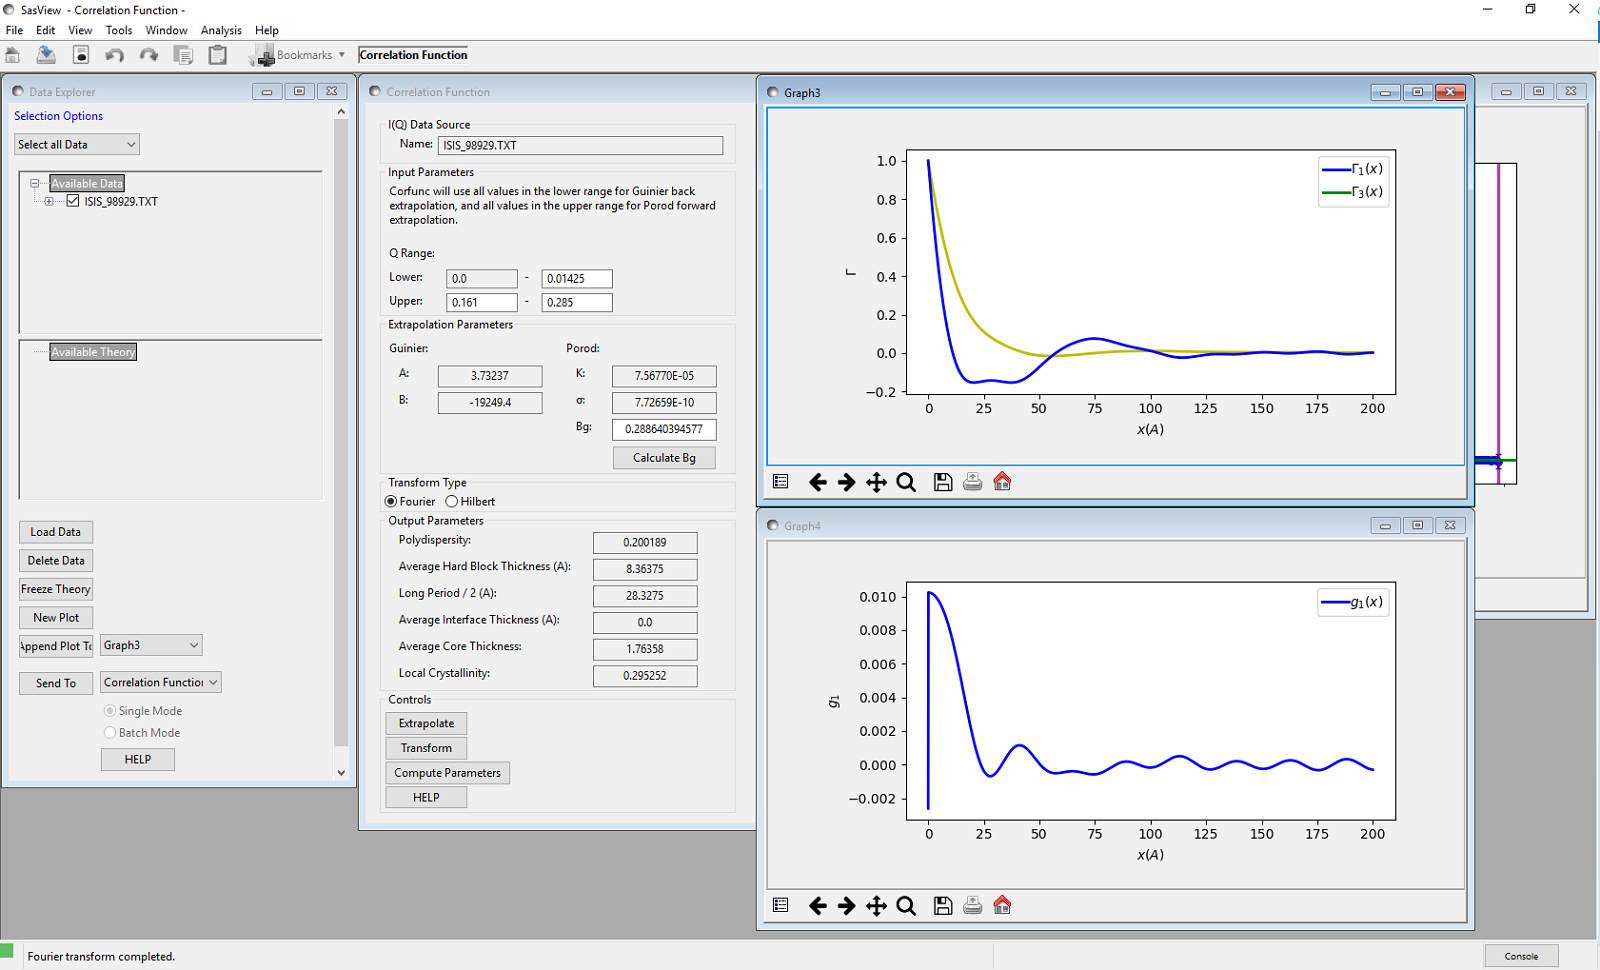 SasView - Correlation Function -
File Edit View Tools Window Analysis Help
Bookmarks Correlation Function
Data Explorer
Selection Options
Select all Data
Available Data
ISIS_98929.TXT
Available Theory
Load Data
Delete Data
Freeze Theory
New Plot
Append Plot To Graph3
Send To Correlation Function
Single Mode
Batch Mode
HELP
Correlation Function
I(Q) Data Source
Name: ISIS_98929.TXT
Input Parameters
Corfunc will use all values in the lower range for Guinier back
extrapolation, and all values in the upper range for Porod forward
extrapolation.
Q Range:
Lower: 0.0 - 0.01425
Upper: 0.161 - 0.285
Extrapolation Parameters
Guinier: Porod:
A: 3.73237 K: 7.56770E-05
B: -19249.4 σ: 7.72659E-10
Bg: 0.288640394577
Calculate Bg
Transform Type
Fourier Hilbert
Output Parameters
Polydispersity: 0.200189
Average Hard Block Thickness (A): 8.36375
Long Period / 2 (A): 28.3275
Average Interface Thickness (A): 0.0
Average Core Thickness: 1.76358
Local Crystallinity: 0.295252
Controls
Extrapolate
Transform
Compute Parameters
HELP
Graph3
1.0
0.8
0.6
0.4
0.2
0.0
−0.2
Γ
Γ₁(x)
Γ₃(x)
0 25 50 75 100 125 150 175 200
x(A)
Graph4
0.010
0.008
0.006
0.004
0.002
0.000
−0.002
g₁
g₁(x)
0 25 50 75 100 125 150 175 200
x(A)
Fourier transform completed.
Console